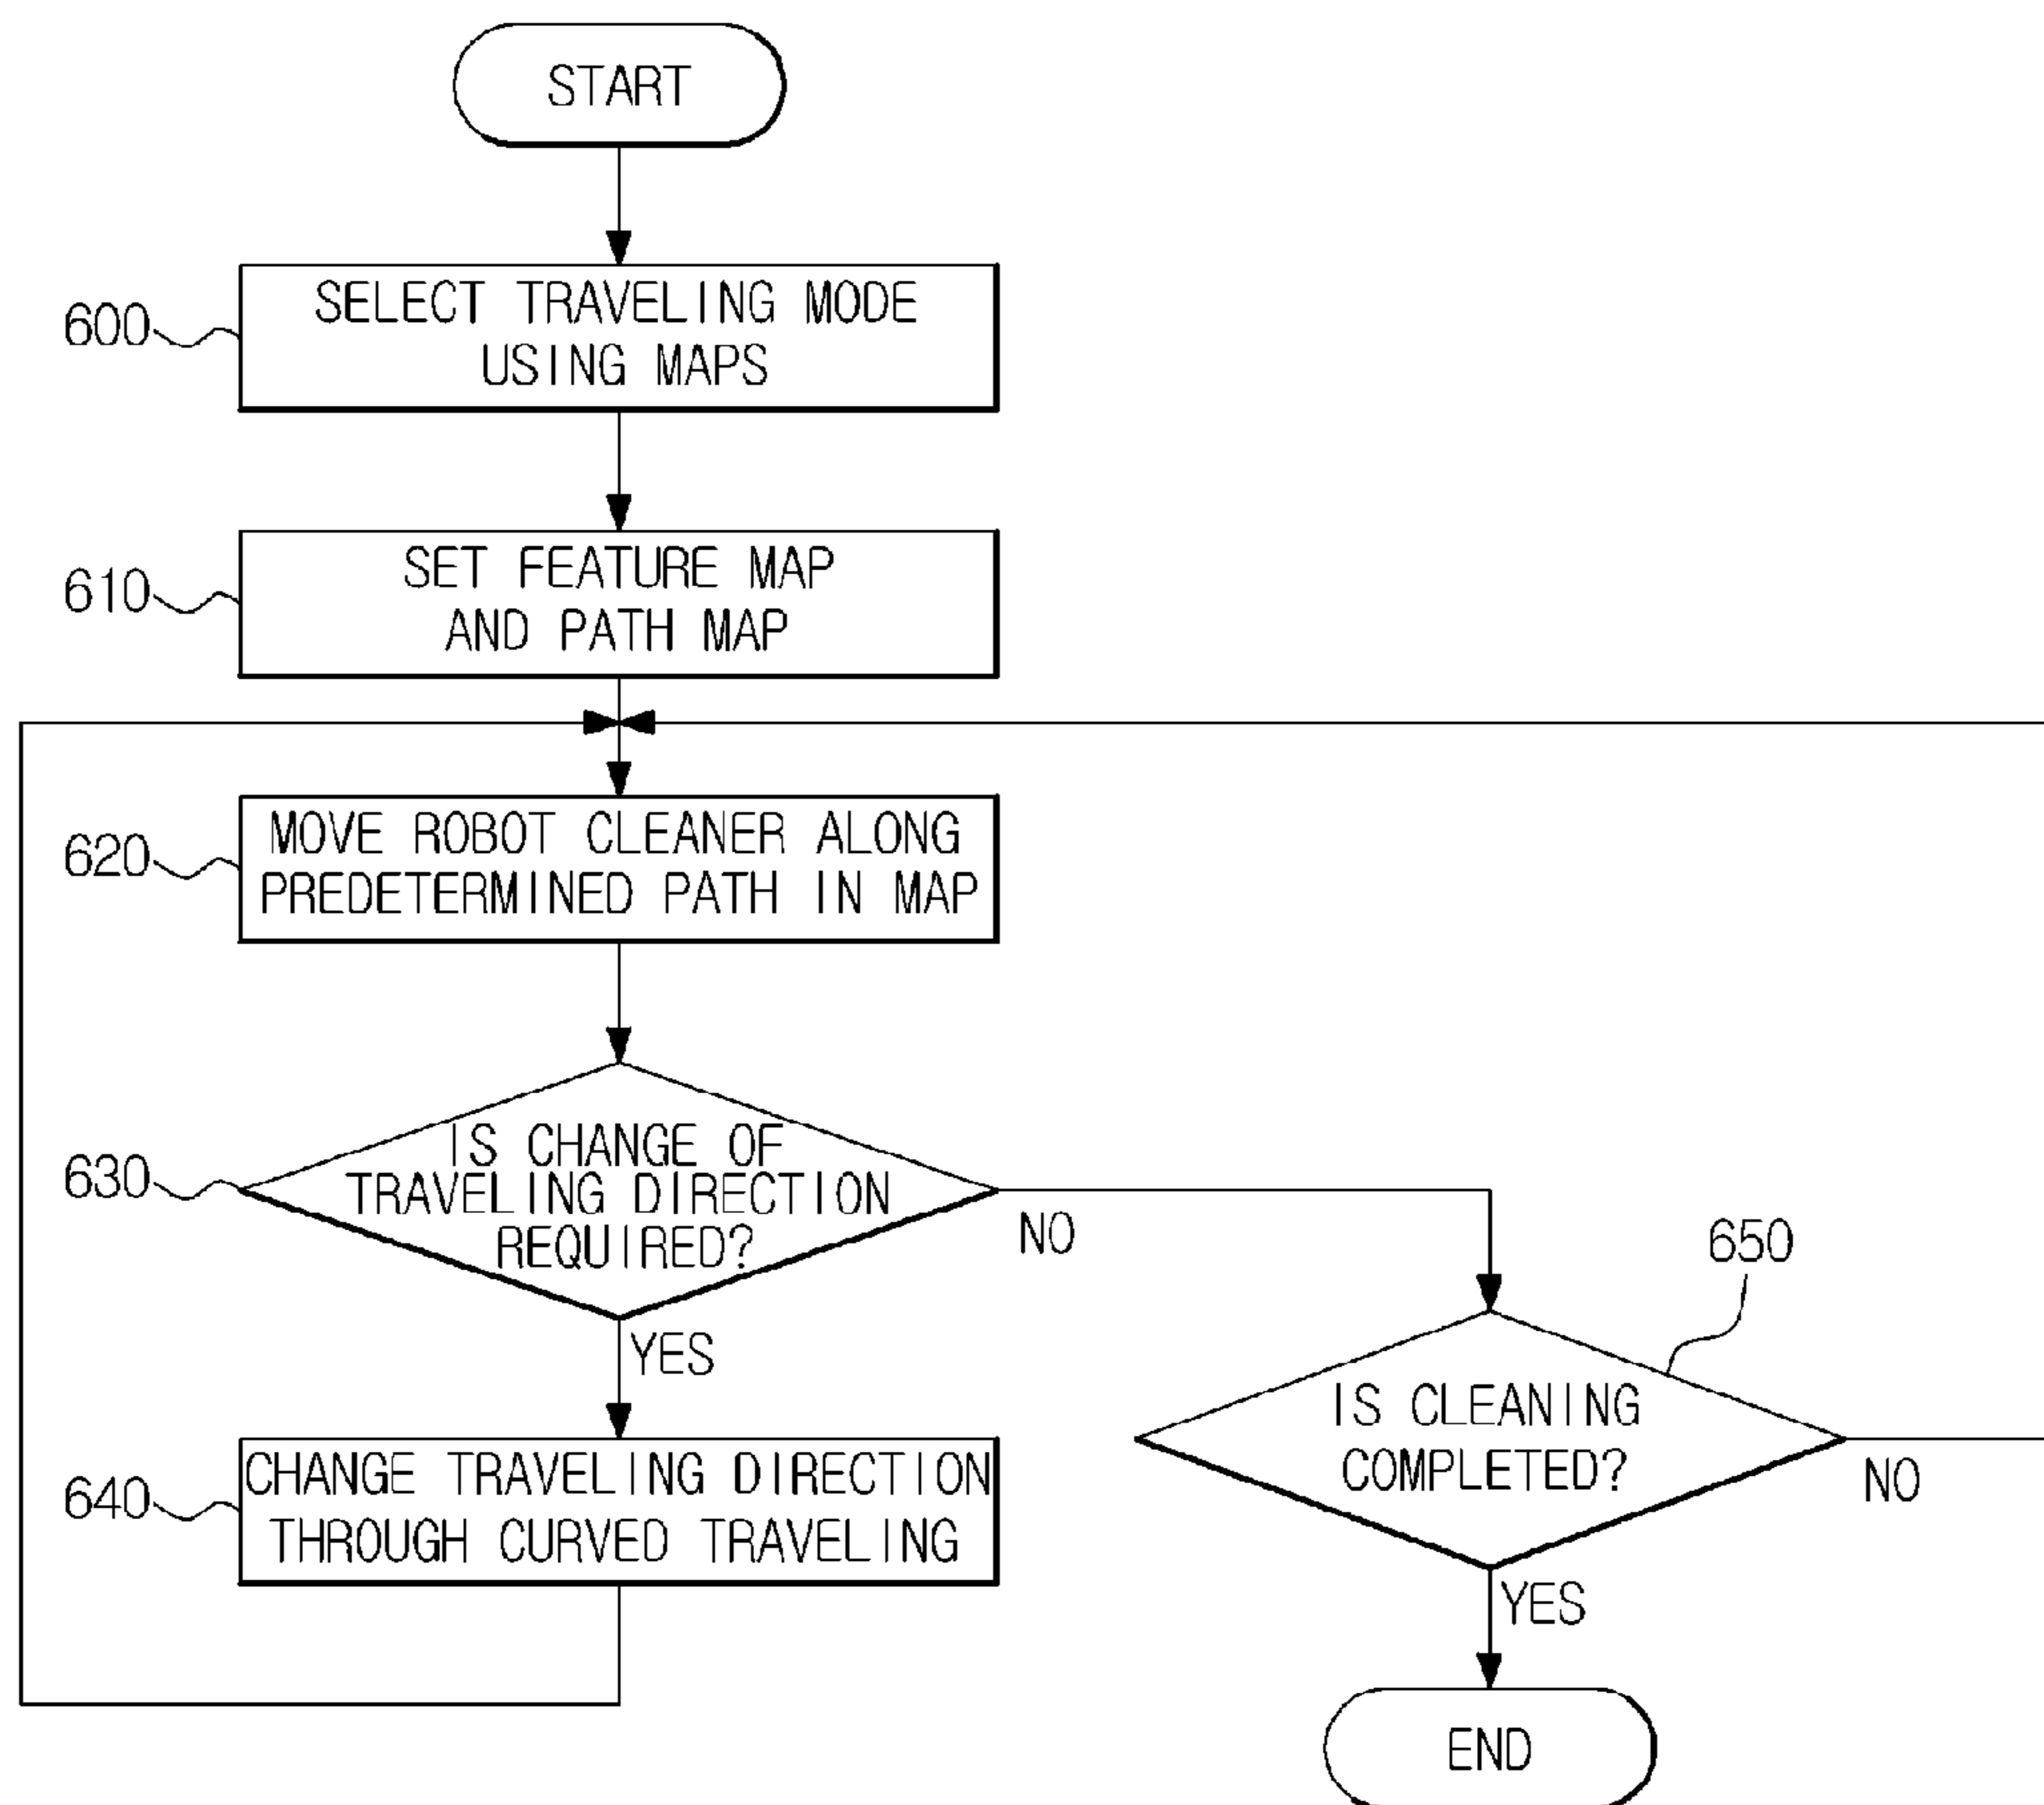 START
600
SELECT TRAVELING MODE
USING MAPS
610
SET FEATURE MAP
AND PATH MAP
620
MOVE ROBOT CLEANER ALONG
PREDETERMINED PATH IN MAP
630
IS CHANGE OF
TRAVELING DIRECTION
REQUIRED?
NO
YES
640
CHANGE TRAVELING DIRECTION
THROUGH CURVED TRAVELING
650
IS CLEANING
COMPLETED?
NO
YES
END